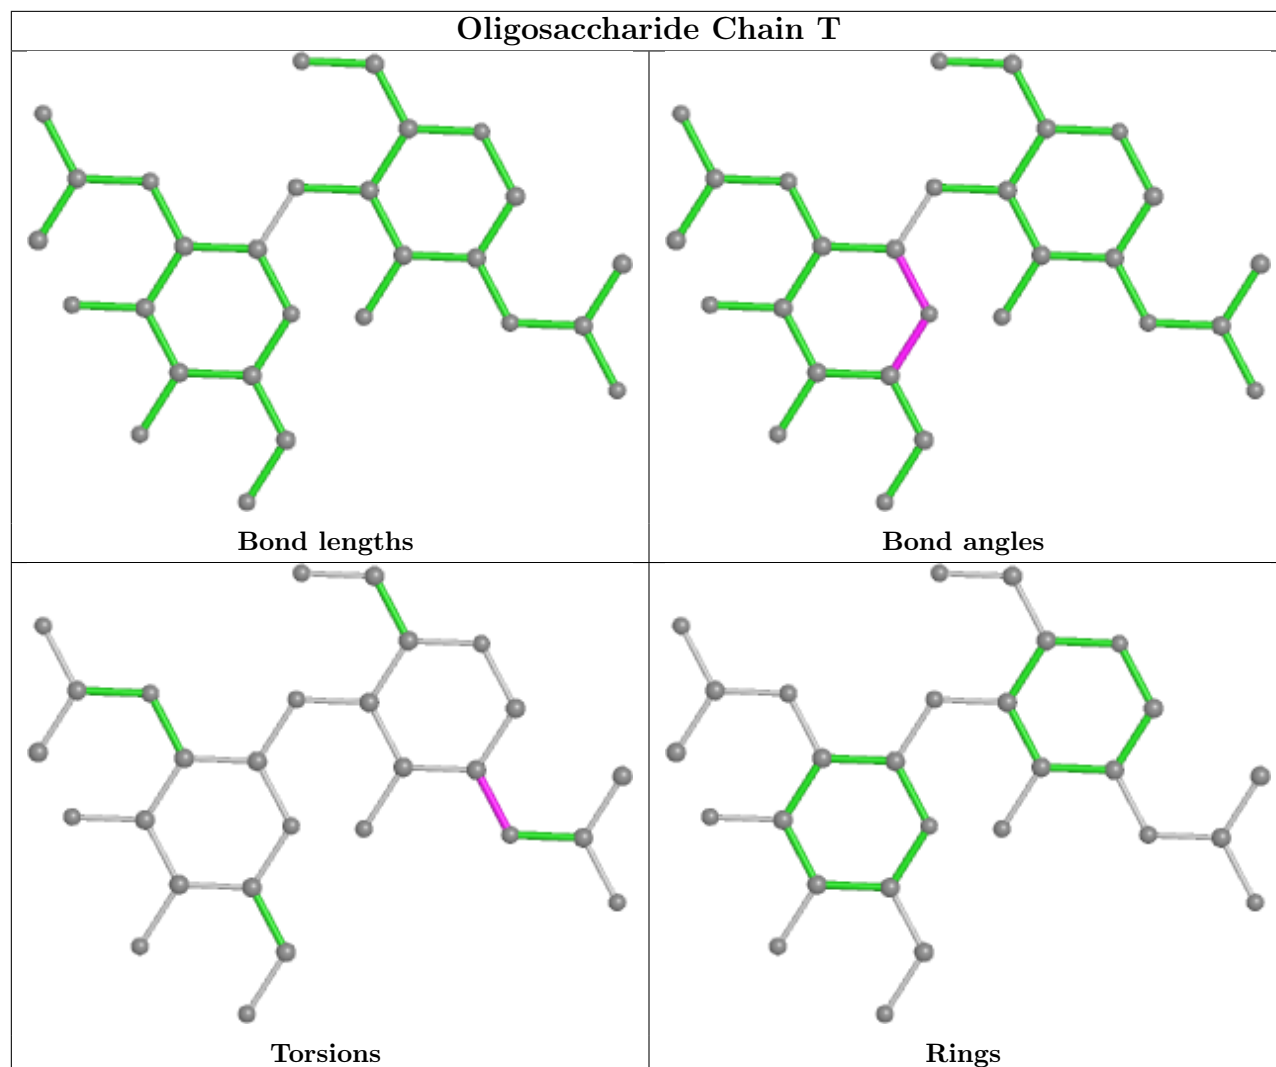 Oligosaccharide Chain T
Bond lengths
Bond angles
Torsions
Rings